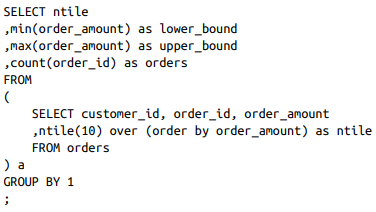 SELECT ntile
,min(order_amount) as lower_bound
,max(order_amount) as upper_bound
,count(order_id) as orders
FROM
(
    SELECT customer_id, order_id, order_amount
    ,ntile(10) over (order by order_amount) as ntile
    FROM orders
) a
GROUP BY 1
;